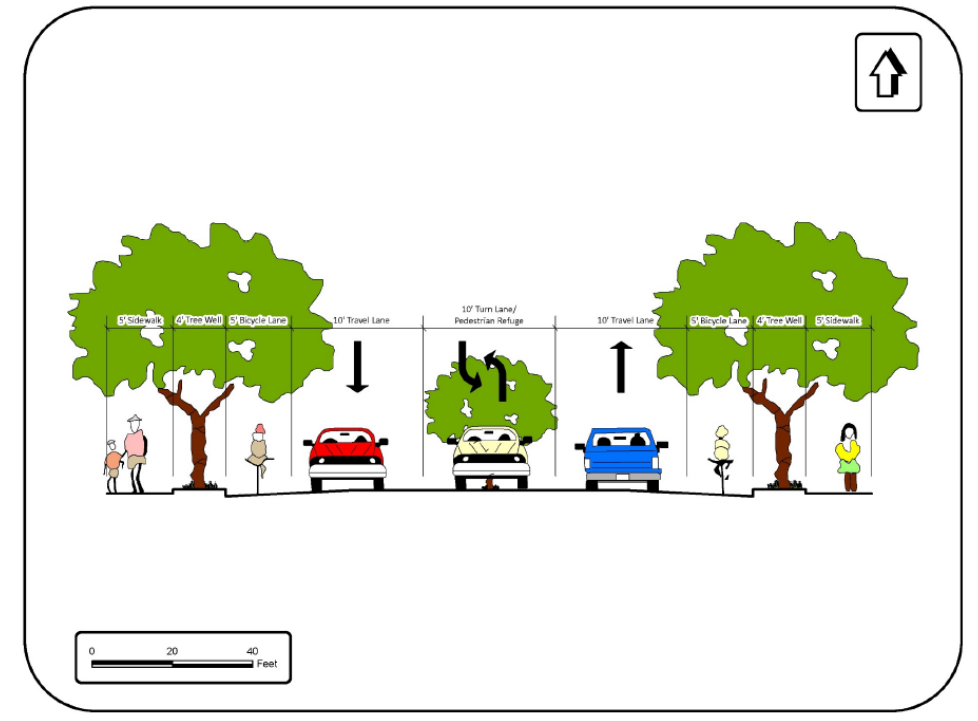 10' Turn Lane/
Pedestrian Refuge
5' Sidewalk 4' Tree Well 5' Bicycle Lane 10' Travel Lane 10' Travel Lane 5' Bicycle Lane 4' Tree Well 5' Sidewalk
0 20 40
Feet